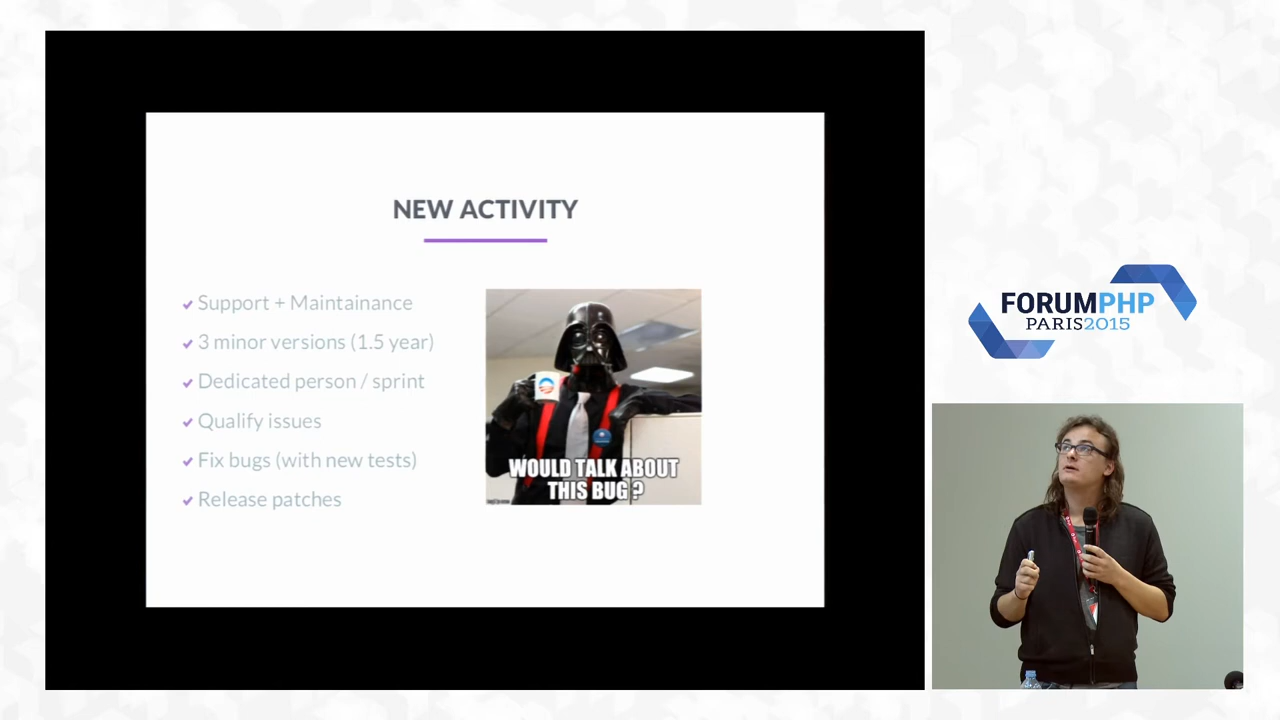 NEW ACTIVITY
Support + Maintainance
3 minor versions (1.5 year)
Dedicated person / sprint
Qualify issues
Fix bugs (with new tests)
Release patches
WOULD TALK ABOUT
THIS BUG ?
FORUMPHP
PARIS2015